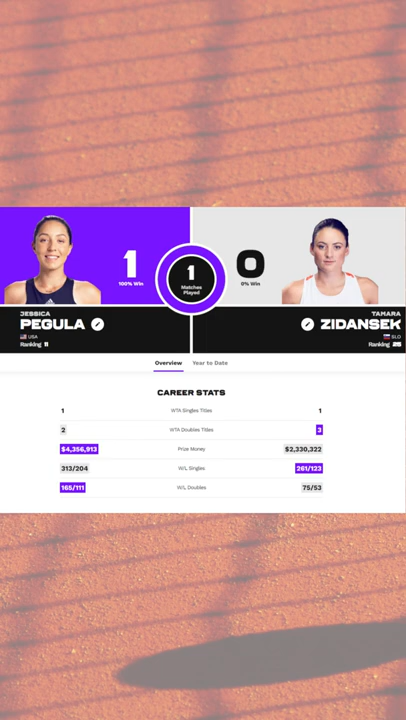 1
100% Win
1
Matches
Played
0
0% Win
JESSICA
PEGULA
USA
Ranking 11
TAMARA
ZIDANSEK
SLO
Ranking 25
Overview Year to Date
CAREER STATS
1 WTA Singles Titles 1
2 WTA Doubles Titles 3
$4,356,913 Prize Money $2,330,322
313/204 W/L Singles 261/123
165/111 W/L Doubles 75/53